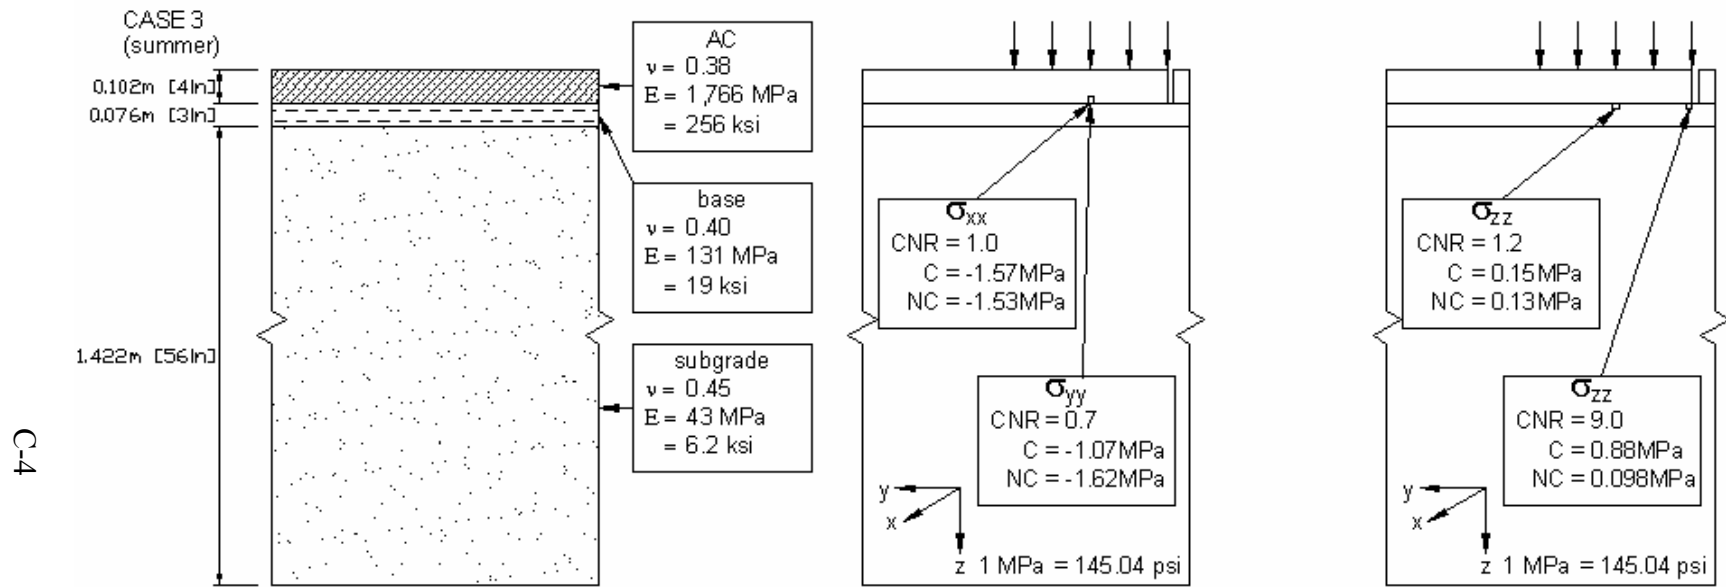 CASE 3
(summer)
0.102m [4in]
0.076m [3in]
1.422m [56in]
AC
ν = 0.38
E = 1,766 MPa
= 256 ksi
base
ν = 0.40
E = 131 MPa
= 19 ksi
subgrade
ν = 0.45
E = 43 MPa
= 6.2 ksi
σxx
CNR = 1.0
C = -1.57MPa
NC = -1.53MPa
σyy
CNR = 0.7
C = -1.07MPa
NC = -1.62MPa
y
x
z 1 MPa = 145.04 psi
σzz
CNR = 1.2
C = 0.15MPa
NC = 0.13MPa
σzz
CNR = 9.0
C = 0.88MPa
NC = 0.098MPa
y
x
z 1 MPa = 145.04 psi
C-4